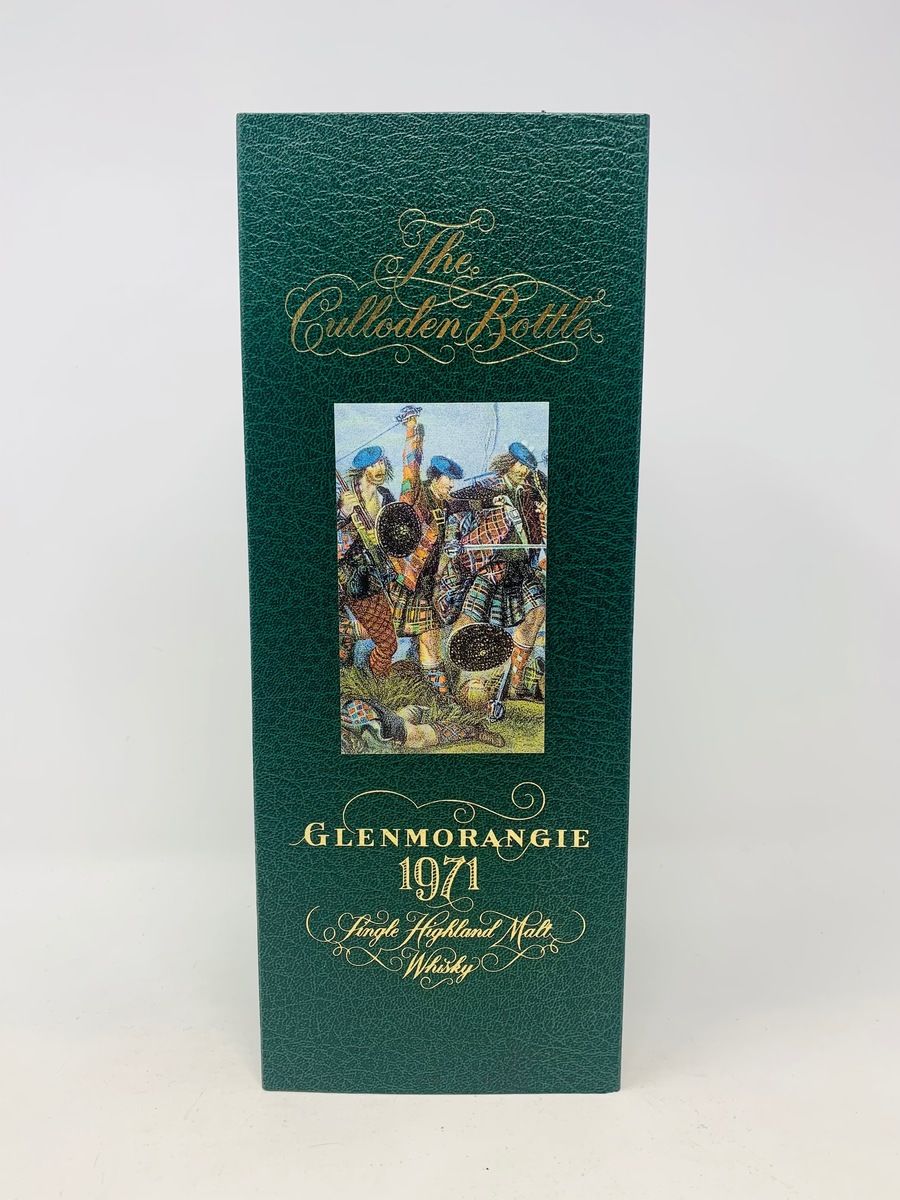 The
Culloden Bottle
GLENMORANGIE
1971
Single Highland Malt
Whisky